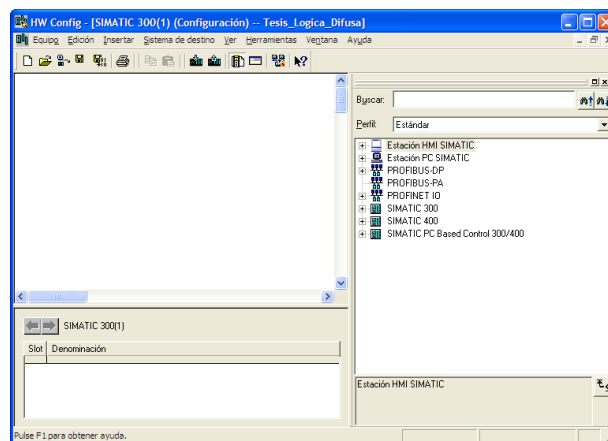 HW Config - [SIMATIC 300(1) (Configuración) -- Tesis_Logica_Difusa]
Equipo Edición Insertar Sistema de destino Ver Herramientas Ventana Ayuda
Buscar:
Perfil: Estándar
Estación HMI SIMATIC
Estación PC SIMATIC
PROFIBUS-DP
PROFIBUS-PA
PROFINET IO
SIMATIC 300
SIMATIC 400
SIMATIC PC Based Control 300/400
SIMATIC 300(1)
Slot Denominación
Estación HMI SIMATIC
Pulse F1 para obtener ayuda.